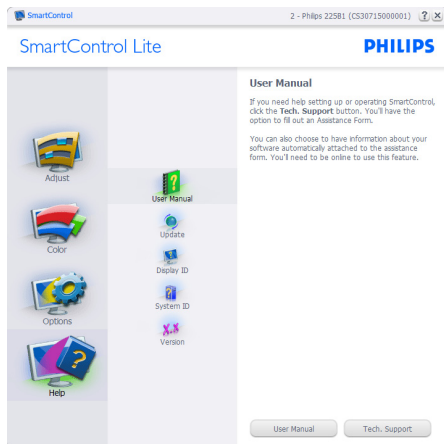 SmartControl
2 - Philips 225B1 (CS30715000001)
? X
SmartControl Lite
PHILIPS
Adjust
Color
Options
Help
User Manual
Update
Display ID
System ID
X.X
Version
User Manual
If you need help setting up or operating SmartControl,
click the Tech. Support button. You'll have the
option to fill out an Assistance Form.
You can also choose to have information about your
software automatically attached to the assistance
form. You'll need to be online to use this feature.
User Manual
Tech. Support